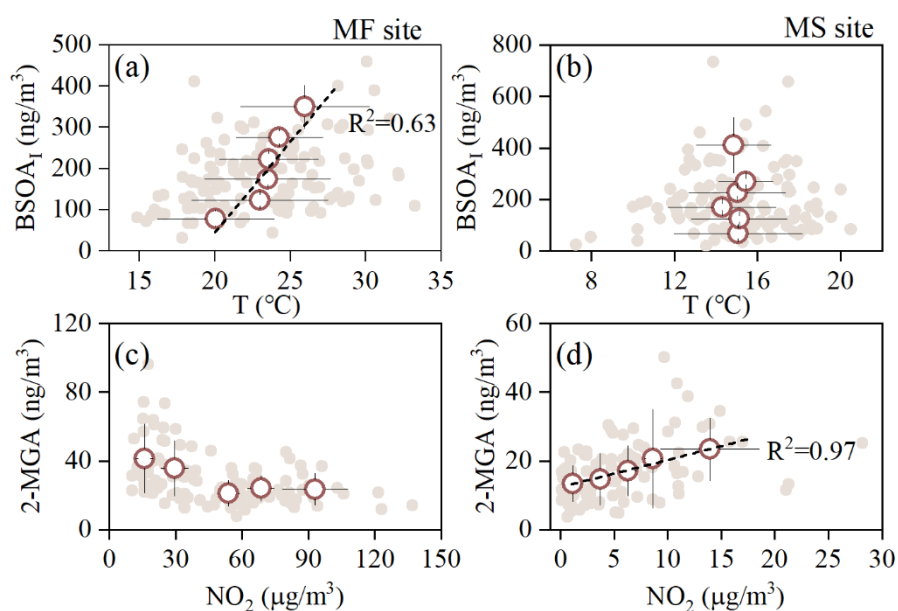 MF site
MS site
500
400
300
200
100
0
(a)
R²=0.63
BSOA_I (ng/m³)
15 20 25 30 35
T (℃)
800
600
400
200
0
(b)
BSOA_I (ng/m³)
8 12 16 20
T (℃)
120
80
40
0
(c)
2-MGA (ng/m³)
0 30 60 90 120 150
NO₂ (μg/m³)
60
40
20
0
(d)
R²=0.97
2-MGA (ng/m³)
0 5 10 15 20 25 30
NO₂ (μg/m³)